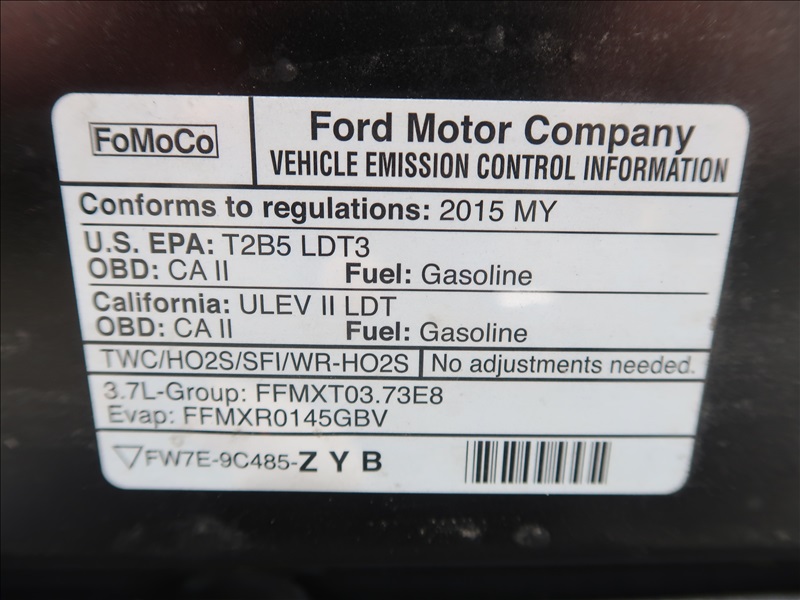 FoMoCo
Ford Motor Company
VEHICLE EMISSION CONTROL INFORMATION
Conforms to regulations: 2015 MY
U.S. EPA: T2B5 LDT3
OBD: CA II Fuel: Gasoline
California: ULEV II LDT
OBD: CA II Fuel: Gasoline
TWC/HO2S/SFI/WR-HO2S No adjustments needed.
3.7L-Group: FFMXT03.73E8
Evap: FFMXR0145GBV
FW7E-9C485-Z Y B